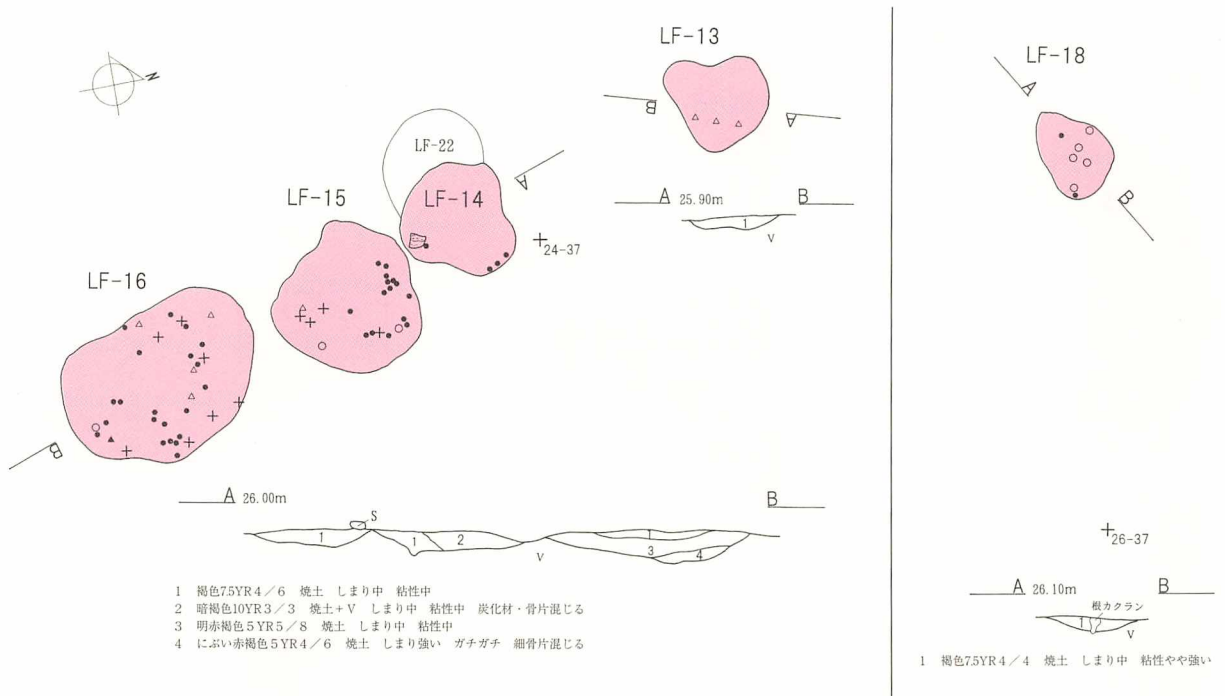 N
LF-13
B
A
A 25.90m B
1
V
LF-22
LF-14
A
24-37
LF-15
LF-16
B
A 26.00m B
S
1
1
2
V
1
3
4
1 褐色7.5YR4/6 焼土 しまり中 粘性中
2 暗褐色10YR3/3 焼土+V しまり中 粘性中 炭化材・骨片混じる
3 明赤褐色5YR5/8 焼土 しまり中 粘性中
4 にぶい赤褐色5YR4/6 焼土 しまり強い ガチガチ 細骨片混じる
LF-18
A
B
26-37
A 26.10m B
根カクラン
1
V
1 褐色7.5YR4/4 焼土 しまり中 粘性やや強い